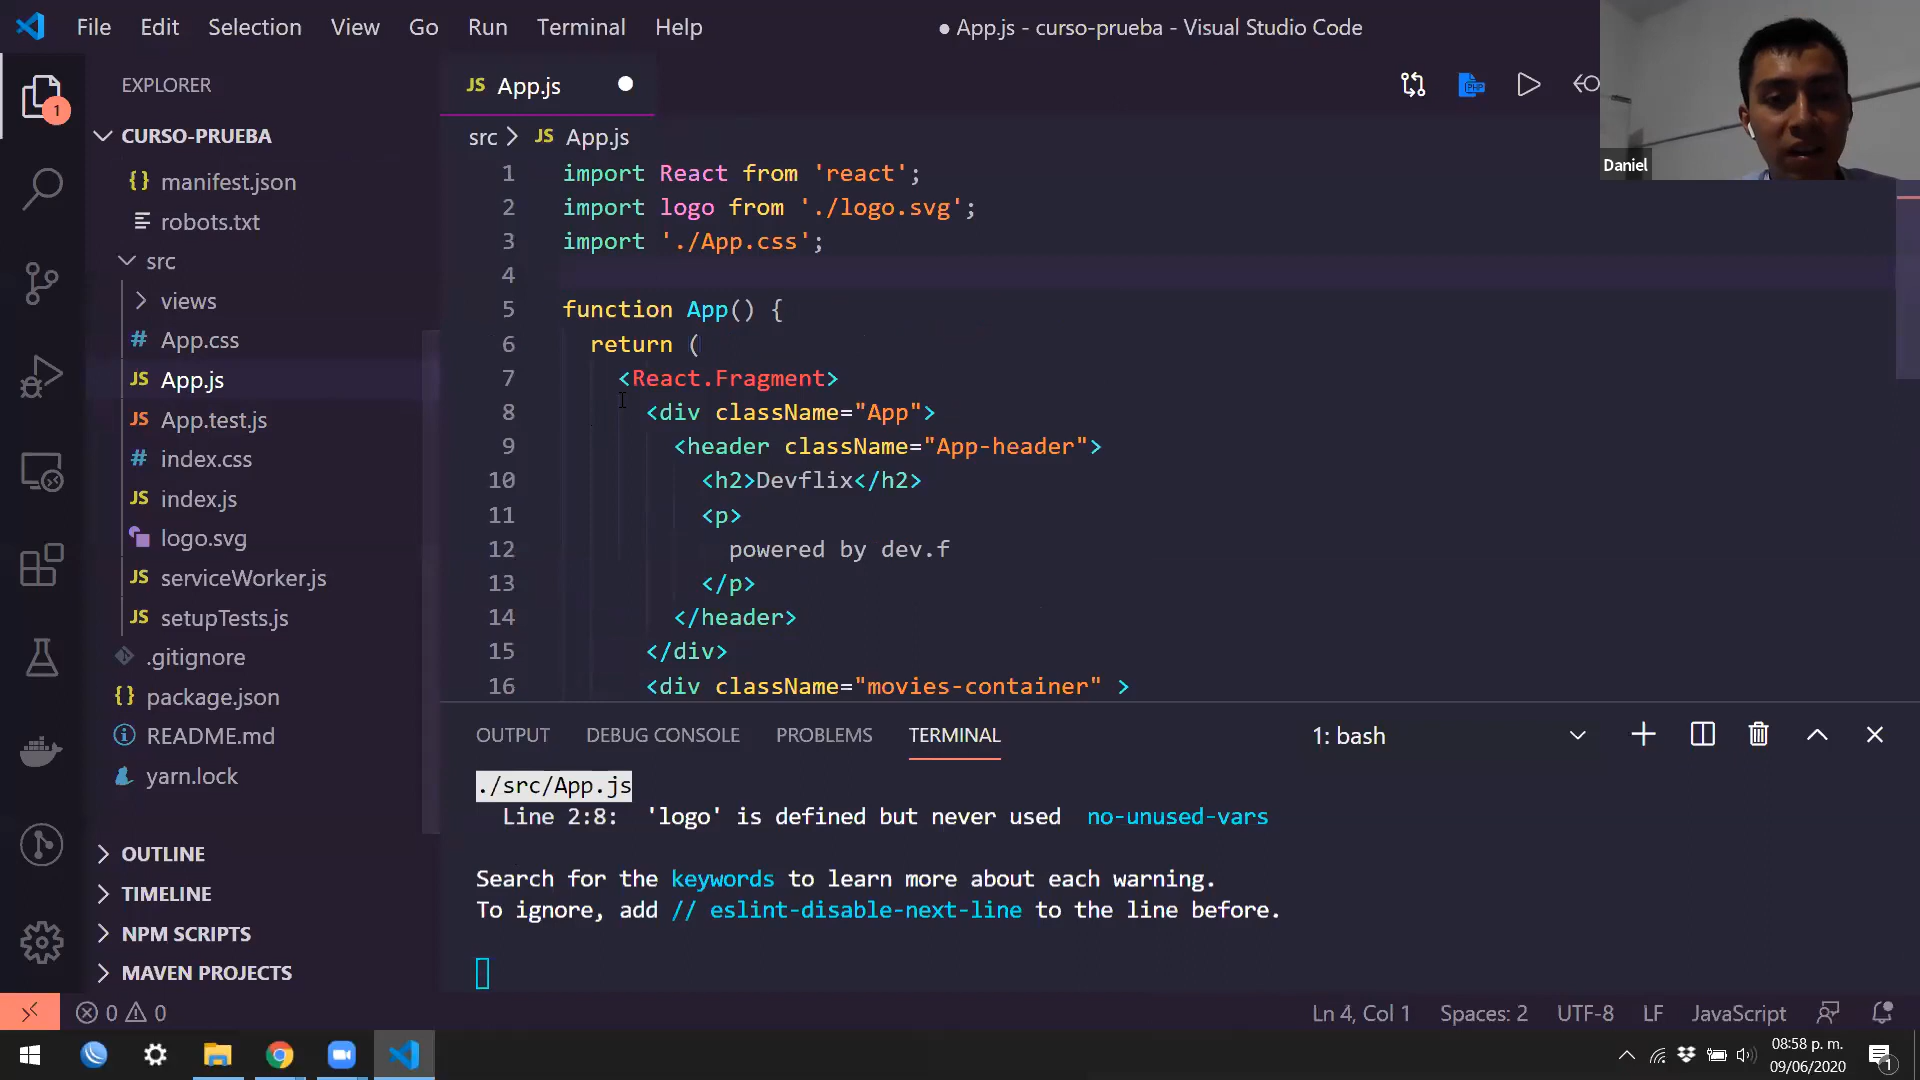 File Edit Selection View Go Run Terminal Help
● App.js - curso-prueba - Visual Studio Code
EXPLORER
1
CURSO-PRUEBA
{} manifest.json
robots.txt
src
views
# App.css
JS App.js
JS App.test.js
# index.css
JS index.js
logo.svg
JS serviceWorker.js
JS setupTests.js
.gitignore
{} package.json
README.md
yarn.lock
OUTLINE
TIMELINE
NPM SCRIPTS
MAVEN PROJECTS
JS App.js
PHP
Daniel
src > JS App.js
1 import React from 'react';
2 import logo from './logo.svg';
3 import './App.css';
4
5 function App() {
6 return (
7 <React.Fragment>
8 <div className="App">
9 <header className="App-header">
10 <h2>Devflix</h2>
11 <p>
12 powered by dev.f
13 </p>
14 </header>
15 </div>
16 <div className="movies-container" >
OUTPUT DEBUG CONSOLE PROBLEMS TERMINAL 1: bash
./src/App.js
Line 2:8: 'logo' is defined but never used no-unused-vars
Search for the keywords to learn more about each warning.
To ignore, add // eslint-disable-next-line to the line before.
0 0
Ln 4, Col 1 Spaces: 2 UTF-8 LF JavaScript
08:58 p. m.
09/06/2020
1